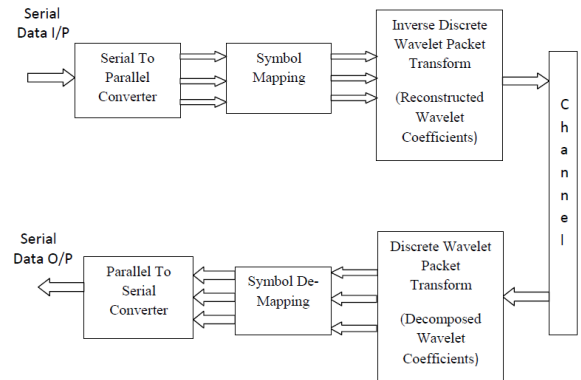 Serial
Data I/P
Serial To
Parallel
Converter
Symbol
Mapping
Inverse Discrete
Wavelet Packet
Transform
(Reconstructed
Wavelet
Coefficients)
C
h
a
n
n
e
l
Serial
Data O/P
Parallel To
Serial
Converter
Symbol De-
Mapping
Discrete Wavelet
Packet
Transform
(Decomposed
Wavelet
Coefficients)